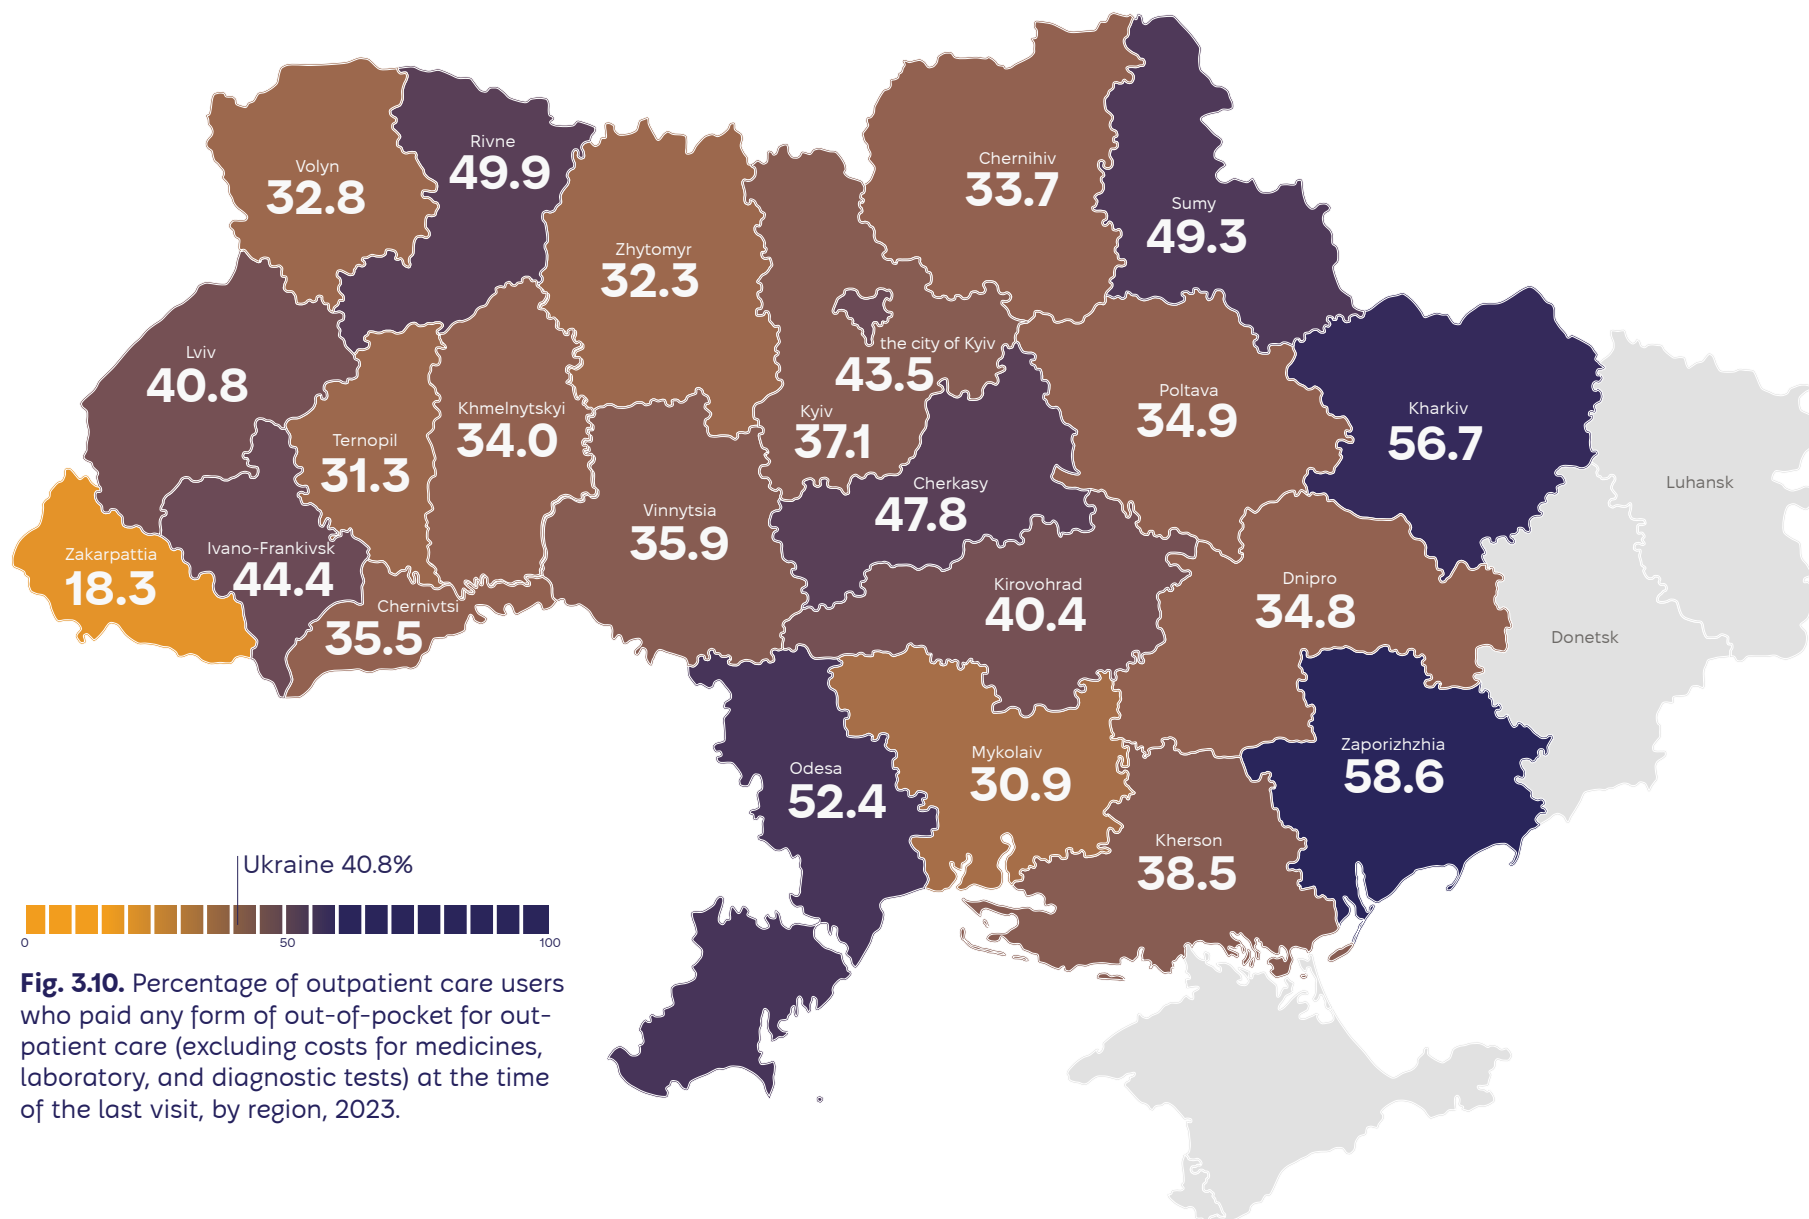 Volyn
32.8
Rivne
49.9
Zhytomyr
32.3
Chernihiv
33.7
Sumy
49.3
Lviv
40.8
Ternopil
31.3
Khmelnytskyi
34.0
the city of Kyiv
43.5
Kyiv
37.1
Cherkasy
47.8
Poltava
34.9
Kharkiv
56.7
Luhansk
Zakarpattia
18.3
Ivano-Frankivsk
44.4
Chernivtsi
35.5
Vinnytsia
35.9
Kirovohrad
40.4
Dnipro
34.8
Donetsk
Odesa
52.4
Mykolaiv
30.9
Zaporizhzhia
58.6
Kherson
38.5
Ukraine 40.8%
0
50
100
Fig. 3.10. Percentage of outpatient care users
who paid any form of out-of-pocket for out-
patient care (excluding costs for medicines,
laboratory, and diagnostic tests) at the time
of the last visit, by region, 2023.